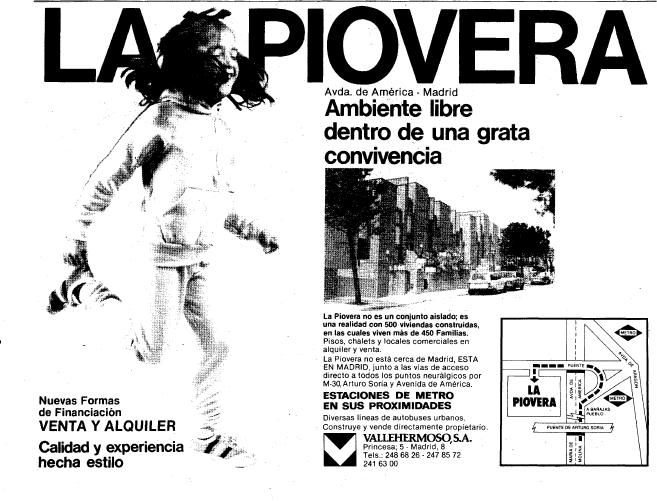 LA PIOVERA
Avda. de América - Madrid
Ambiente libre
dentro de una grata
convivencia
La Piovera no es un conjunto aislado; es
una realidad con 500 viviendas construidas,
en las cuales viven más de 450 Familias.
Pisos, chalets y locales comerciales en
alquiler y venta.
La Piovera no está cerca de Madrid, ESTA
EN MADRID, junto a las vías de acceso
directo a todos los puntos neurálgicos por
M-30, Arturo Soria y Avenida de América.
ESTACIONES DE METRO
EN SUS PROXIMIDADES
Diversas líneas de autobuses urbanos.
Construye y vende directamente propietario.
VALLEHERMOSO, S.A.
Princesa, 5 - Madrid, 8
Tels.: 248 68 26 - 247 85 72
241 63 00
Nuevas Formas
de Financiación
VENTA Y ALQUILER
Calidad y experiencia
hecha estilo
METRO
AVDA. DE
PUENTE
LA
PIOVERA
AVDA. DE
AMERICA
METRO
A BARAJAS
PUEBLO
PUENTE DE ARTURO SORIA
MARIA DE
MOLINA